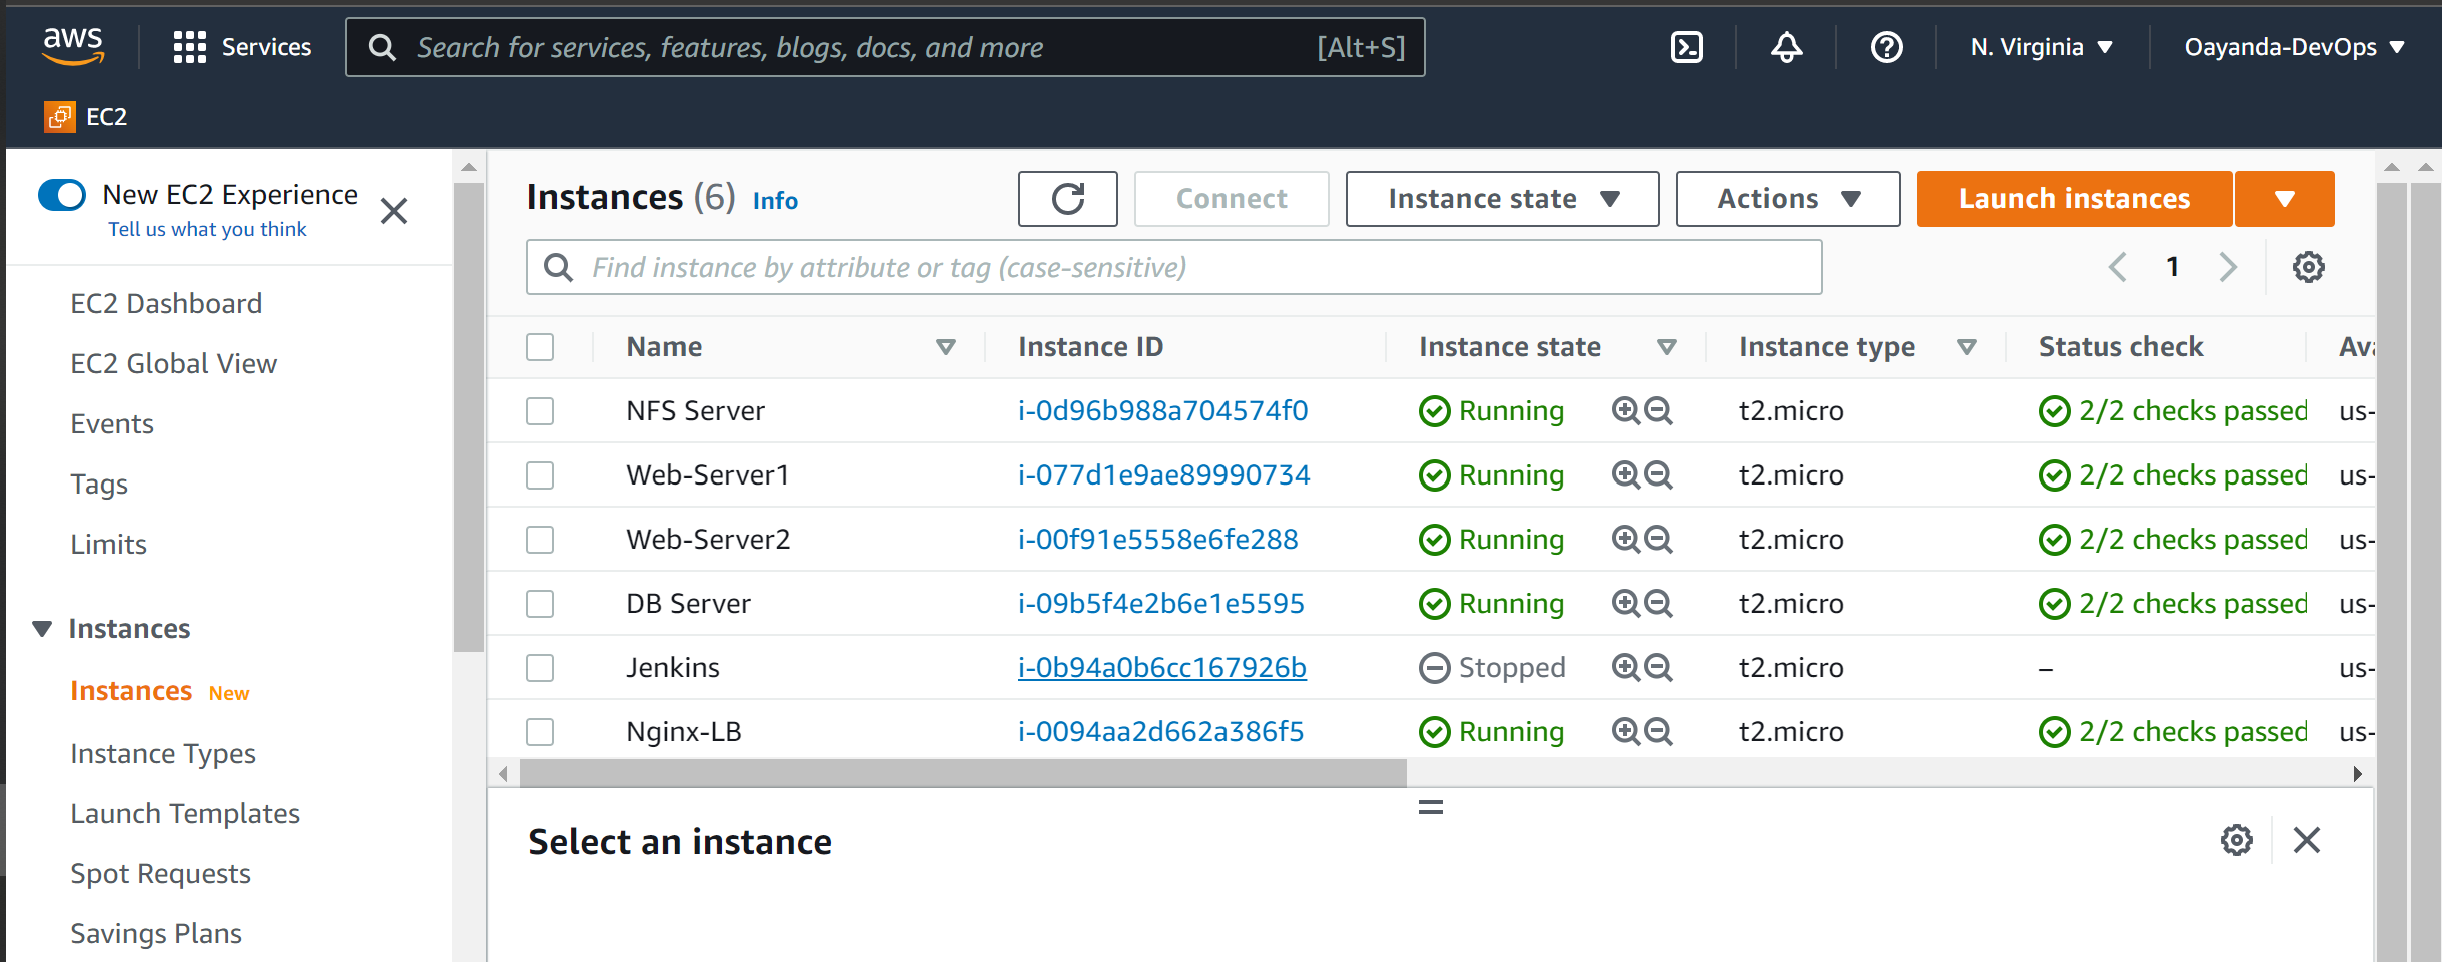 aws Services Search for services, features, blogs, docs, and more [Alt+S] N. Virginia Oayanda-DevOps
EC2
New EC2 Experience
Tell us what you think
EC2 Dashboard
EC2 Global View
Events
Tags
Limits
Instances
Instances New
Instance Types
Launch Templates
Spot Requests
Savings Plans
Instances (6) Info Connect Instance state Actions Launch instances
Find instance by attribute or tag (case-sensitive) 1
Name Instance ID Instance state Instance type Status check Ava
NFS Server i-0d96b988a704574f0 Running t2.micro 2/2 checks passed us-
Web-Server1 i-077d1e9ae89990734 Running t2.micro 2/2 checks passed us-
Web-Server2 i-00f91e5558e6fe288 Running t2.micro 2/2 checks passed us-
DB Server i-09b5f4e2b6e1e5595 Running t2.micro 2/2 checks passed us-
Jenkins i-0b94a0b6cc167926b Stopped t2.micro – us-
Nginx-LB i-0094aa2d662a386f5 Running t2.micro 2/2 checks passed us-
Select an instance